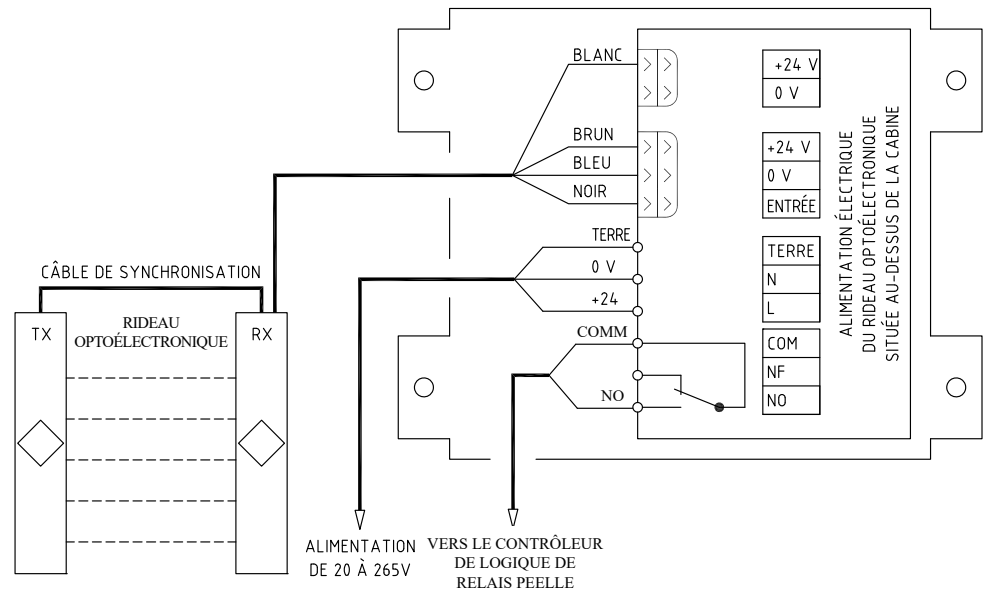 BLANC
BRUN
BLEU
NOIR
TERRE
0 V
+24
COMM
NO
+24 V
0 V
+24 V
0 V
ENTRÉE
TERRE
N
L
COM
NF
NO
ALIMENTATION ÉLECTRIQUE
DU RIDEAU OPTOÉLECTRONIQUE
SITUÉE AU-DESSUS DE LA CABINE
CÂBLE DE SYNCHRONISATION
TX
RIDEAU
OPTOÉLECTRONIQUE
RX
ALIMENTATION
DE 20 À 265V
VERS LE CONTRÔLEUR
DE LOGIQUE DE
RELAIS PEELLE